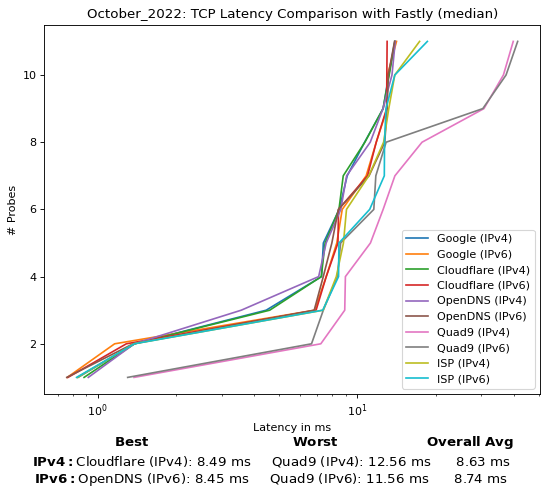 October_2022: TCP Latency Comparison with Fastly (median)
# Probes
10
8
6
4
2
10⁰
10¹
Latency in ms
Google (IPv4)
Google (IPv6)
Cloudflare (IPv4)
Cloudflare (IPv6)
OpenDNS (IPv4)
OpenDNS (IPv6)
Quad9 (IPv4)
Quad9 (IPv6)
ISP (IPv4)
ISP (IPv6)
Best Worst Overall Avg
IPv4: Cloudflare (IPv4): 8.49 ms Quad9 (IPv4): 12.56 ms 8.63 ms
IPv6: OpenDNS (IPv6): 8.45 ms Quad9 (IPv6): 11.56 ms 8.74 ms